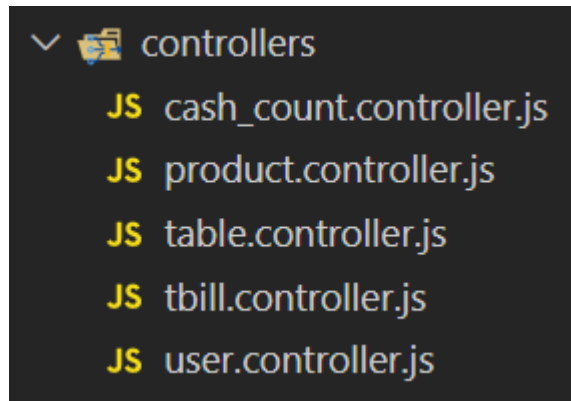 controllers
JS cash_count.controller.js
JS product.controller.js
JS table.controller.js
JS tbill.controller.js
JS user.controller.js